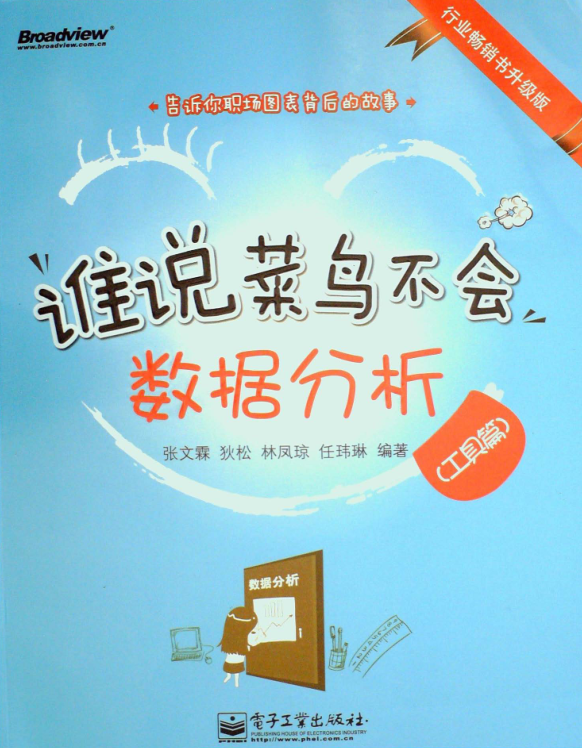 Broadview®
www.broadview.com.cn
行业畅销书升级版
告诉你职场图表背后的故事
谁说菜鸟不会
数据分析
(工具篇)
张文霖 狄松 林凤琼 任玮琳 编著
数据分析
電子工業出版社.
PUBLISHING HOUSE OF ELECTRONICS INDUSTRY
http://www.phei.com.cn